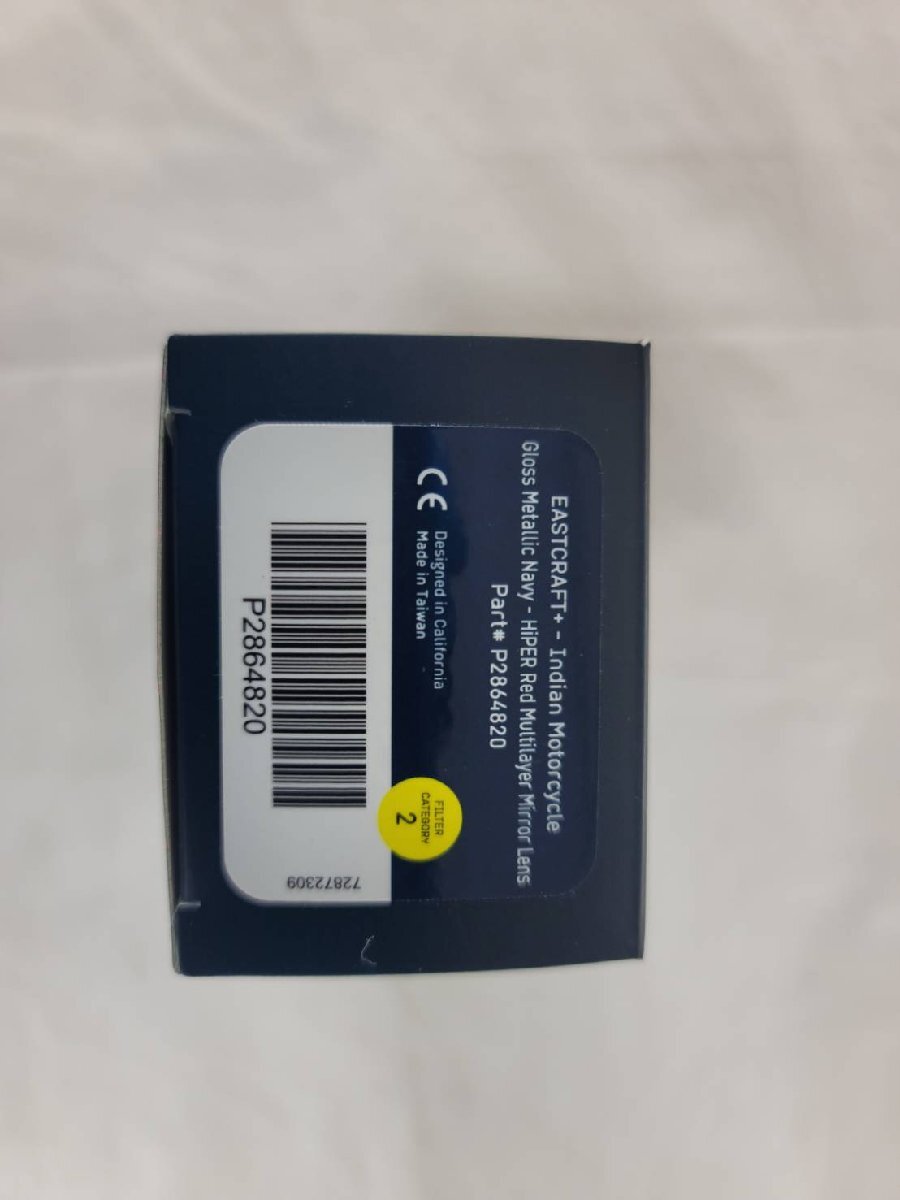 EASTCRAFT+ - Indian Motorcycle
Gloss Metallic Navy - HiPER Red Multilayer Mirror Lens
Part# P2864820
CE
Designed in California
Made in Taiwan
FILTER
CATEGORY
2
P2864820
72872309